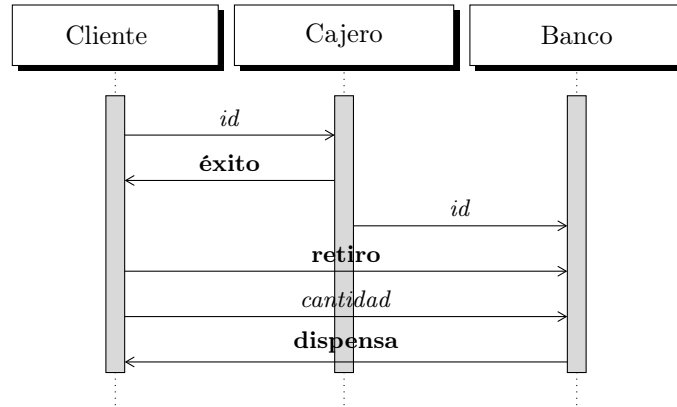 Cliente Cajero Banco
id
éxito
id
retiro
cantidad
dispensa